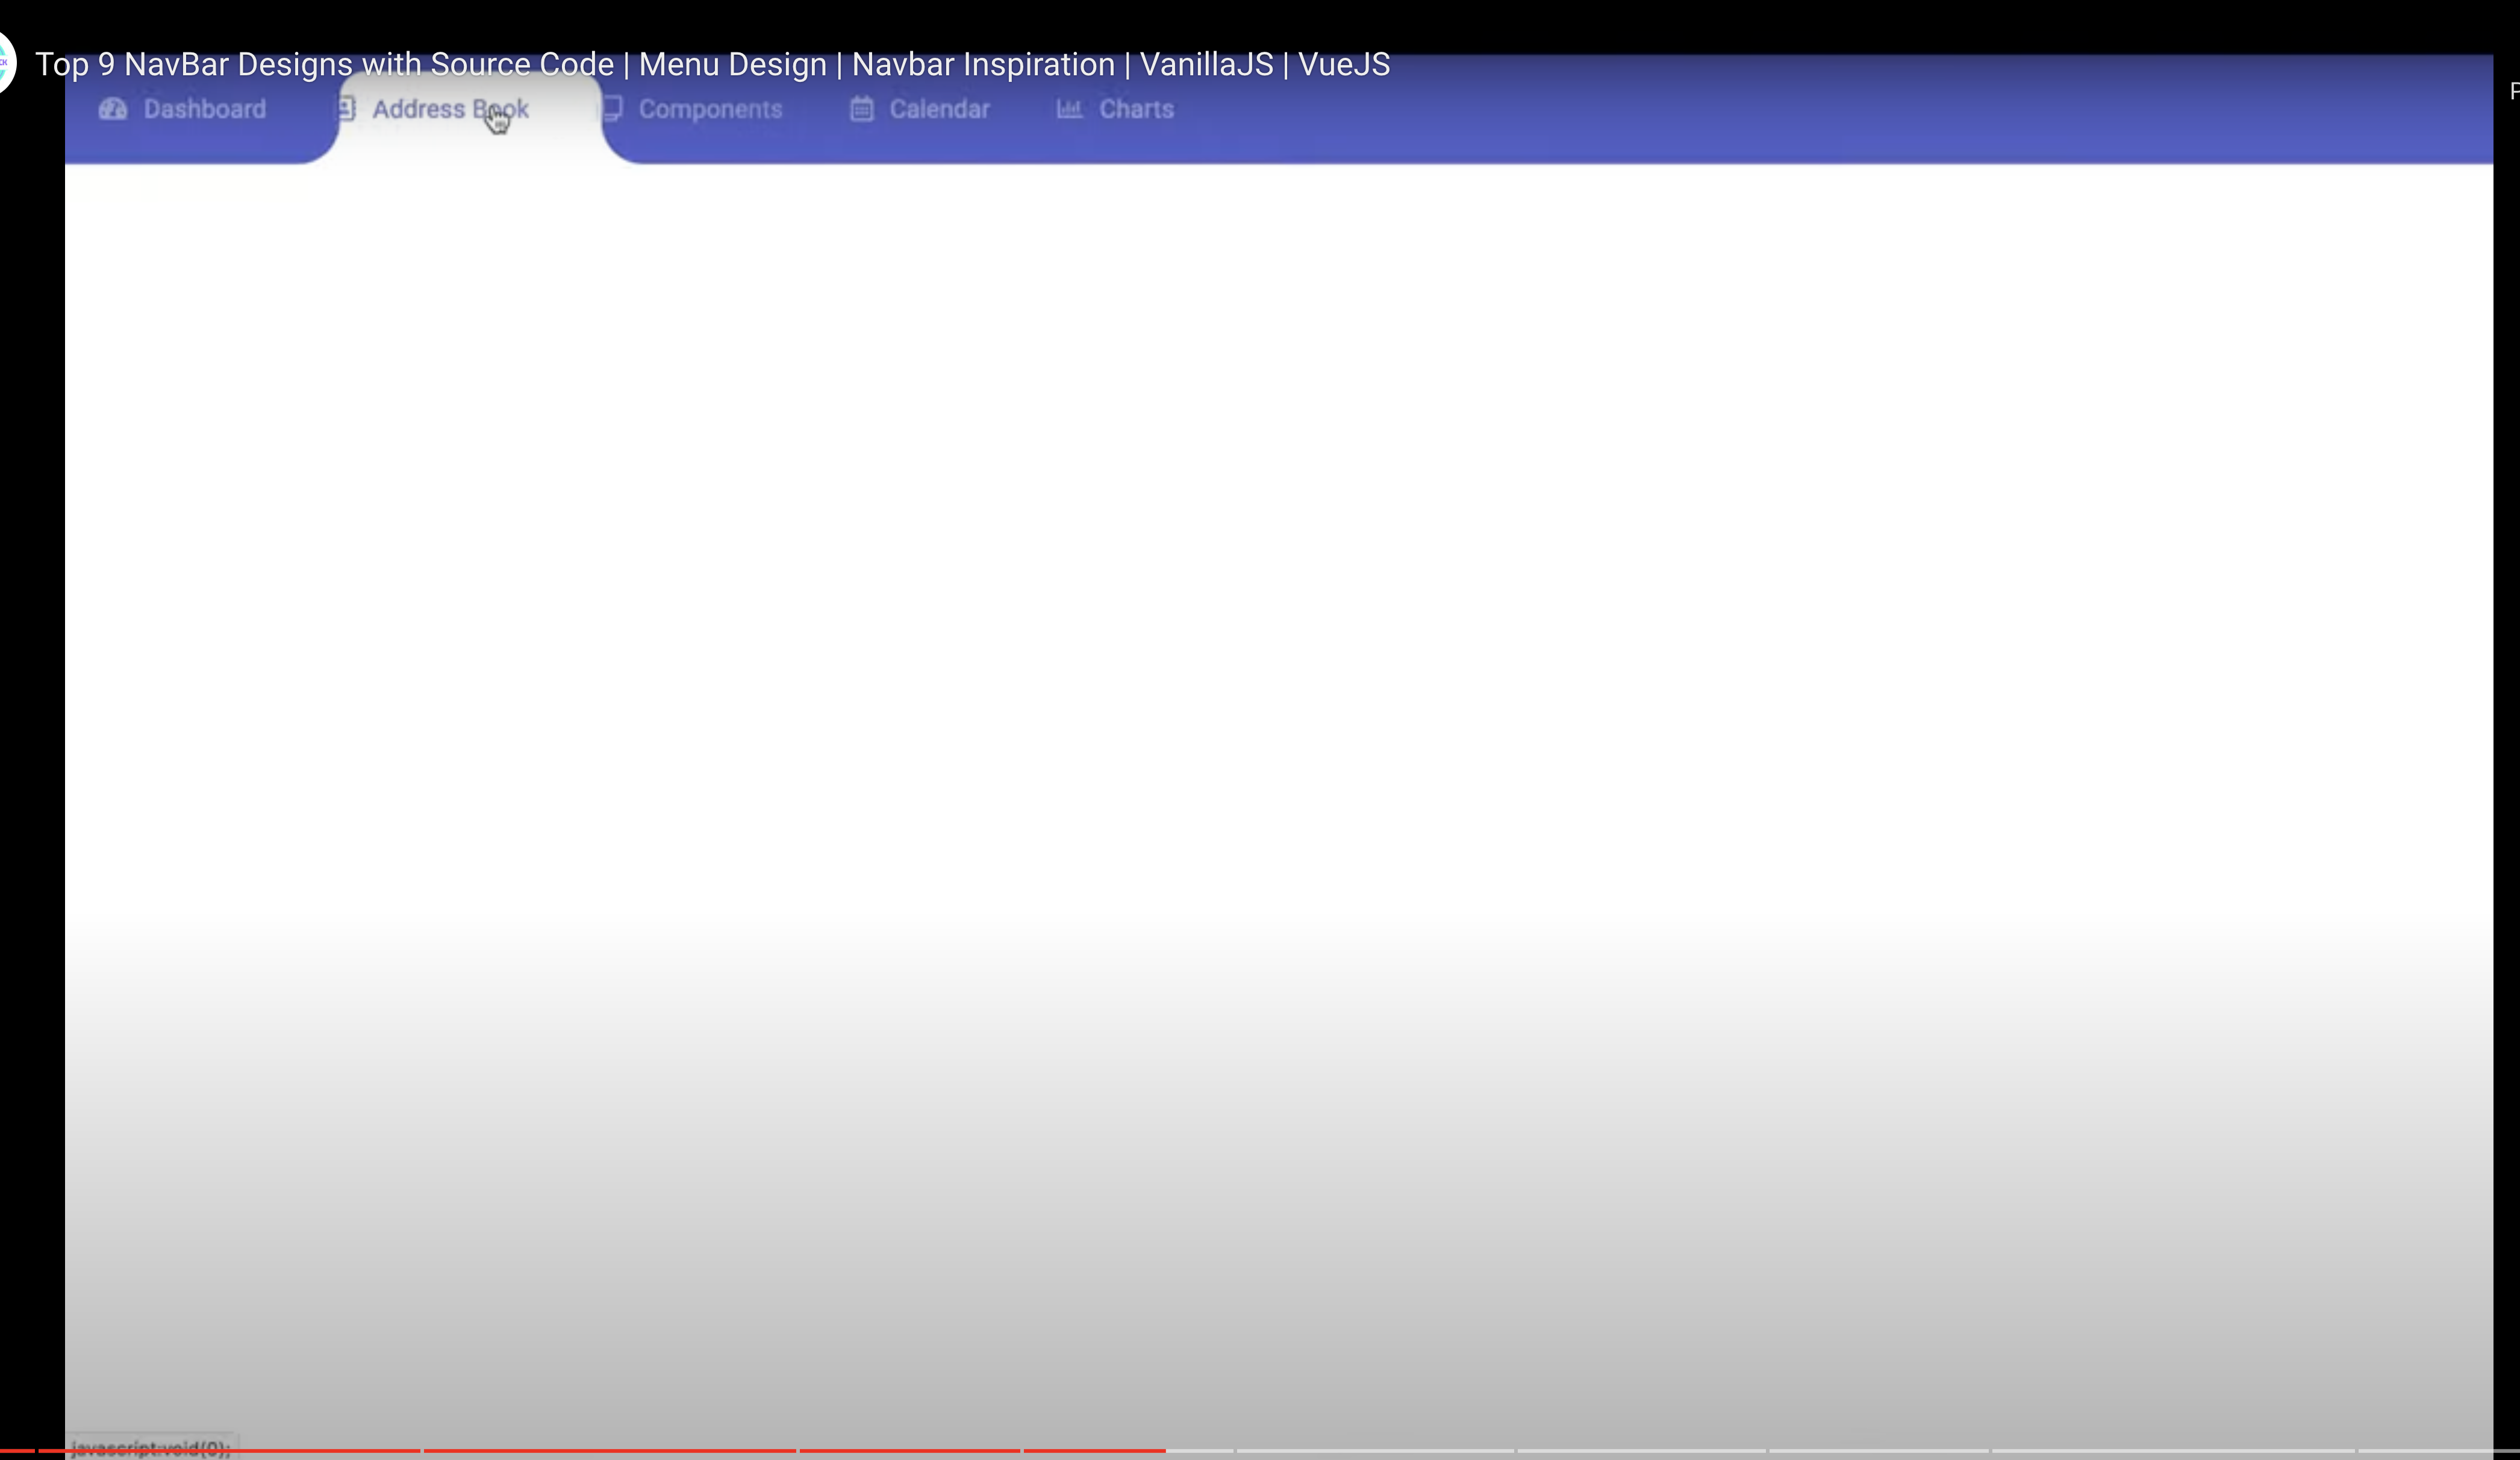 Top 9 NavBar Designs with Source Code | Menu Design | Navbar Inspiration | VanillaJS | VueJS
Dashboard Address Book Components Calendar Charts
javascript:void(0);